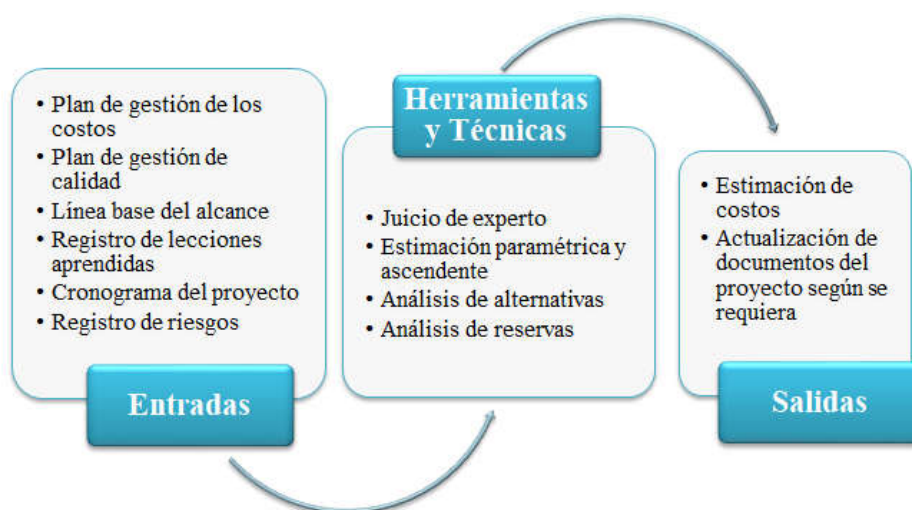 • Plan de gestión de los
costos
• Plan de gestión de
calidad
• Línea base del alcance
• Registro de lecciones
aprendidas
• Cronograma del proyecto
• Registro de riesgos
Entradas
Herramientas
y Técnicas
• Juicio de experto
• Estimación paramétrica y
ascendente
• Análisis de alternativas
• Análisis de reservas
• Estimación de
costos
• Actualización de
documentos del
proyecto según se
requiera
Salidas